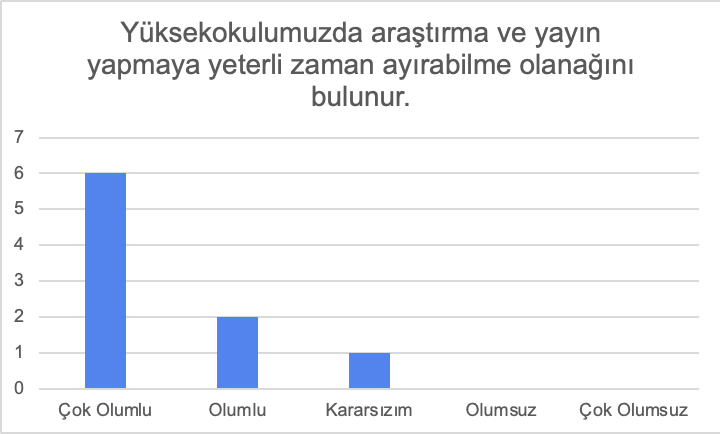 Yüksekokulumuzda araştırma ve yayın
yapmaya yeterli zaman ayırabilme olanağını
bulunur.
7
6
5
4
3
2
1
0
Çok Olumlu Olumlu Kararsızım Olumsuz Çok Olumsuz